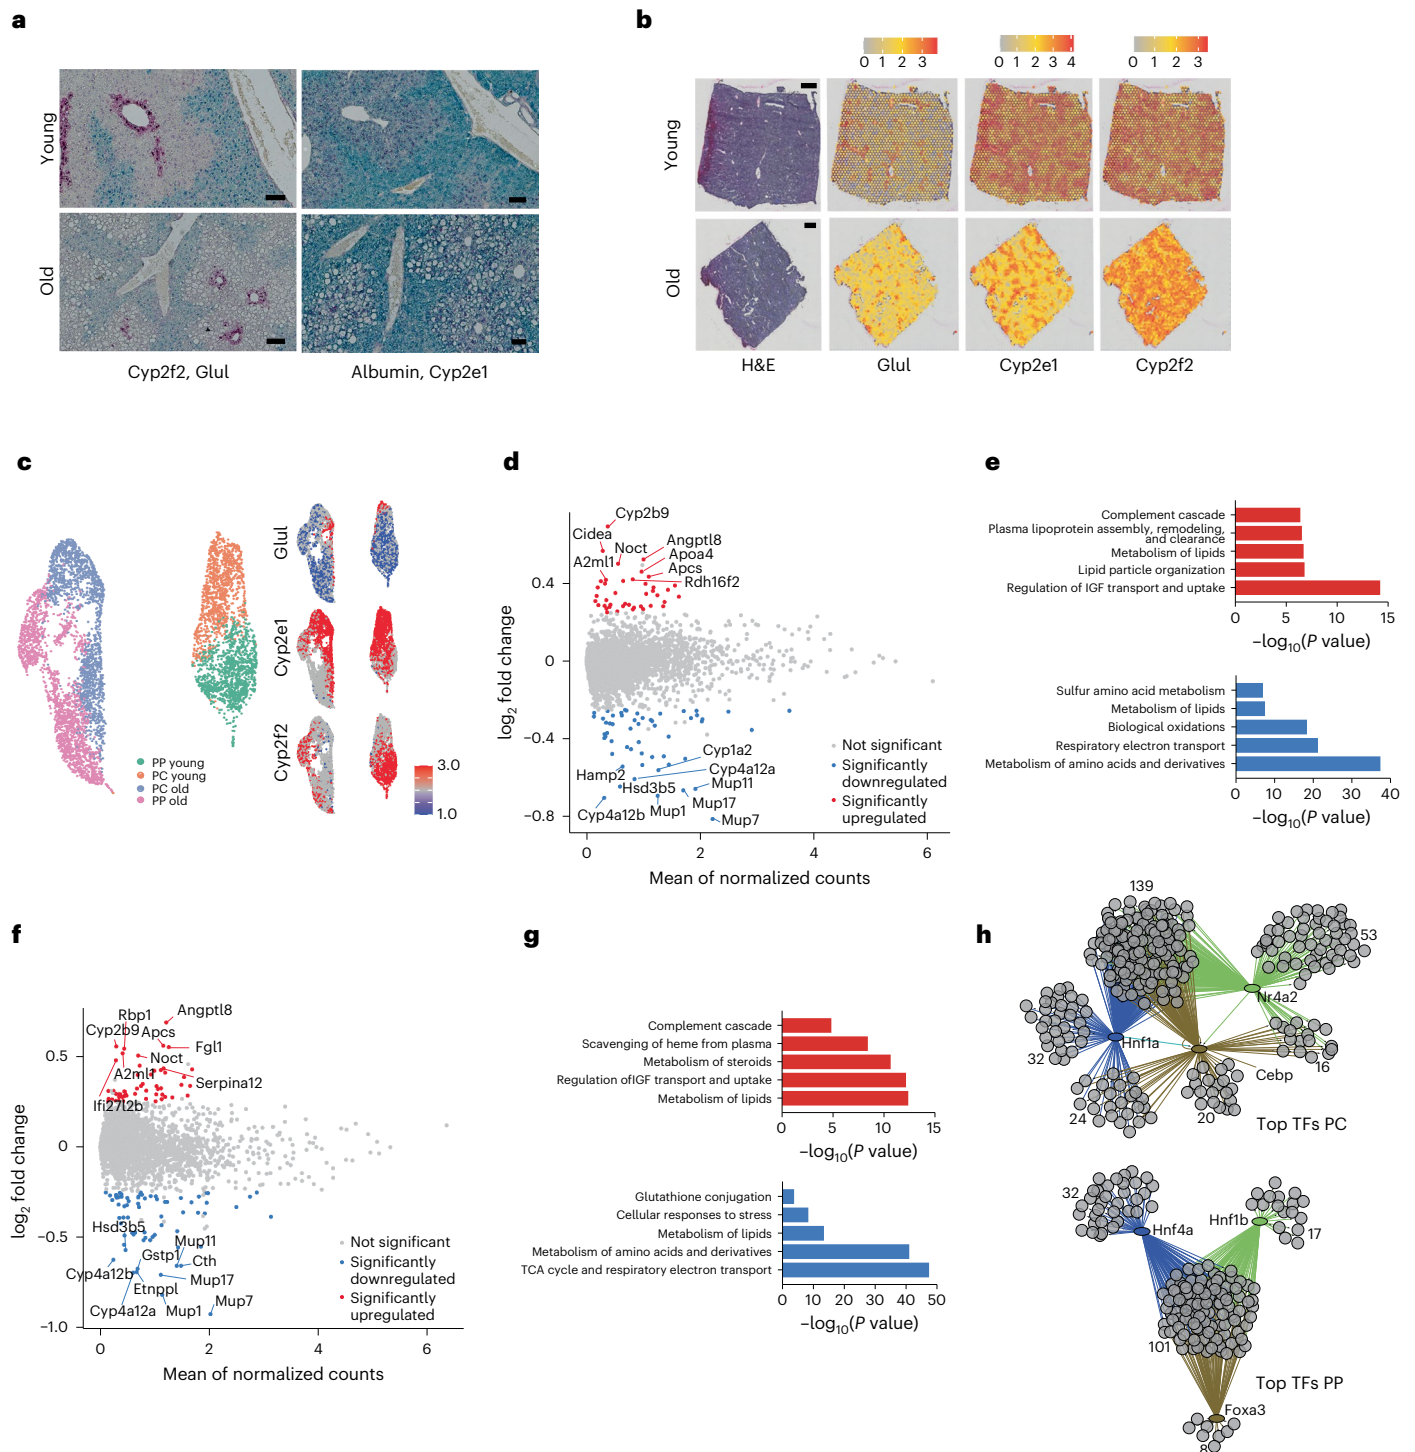 a
Young
Old
Cyp2f2, Glul
Albumin, Cyp2e1
b
0 1 2 3
0 1 2 3 4
0 1 2 3
Young
Old
H&E
Glul
Cyp2e1
Cyp2f2
c
PP young
PC young
PC old
PP old
Glul
Cyp2e1
Cyp2f2
3.0
1.0
d
log2 fold change
0.4
0
−0.4
−0.8
Cyp2b9
Cidea
Noct
Angptl8
A2ml1
Apoa4
Apcs
Rdh16f2
Cyp1a2
Hamp2
Cyp4a12a
Hsd3b5
Mup11
Cyp4a12b
Mup1
Mup17
Mup7
Not significant
Significantly
downregulated
Significantly
upregulated
0 2 4 6
Mean of normalized counts
e
Complement cascade
Plasma lipoprotein assembly, remodeling,
and clearance
Metabolism of lipids
Lipid particle organization
Regulation of IGF transport and uptake
0 5 10 15
−log10(P value)
Sulfur amino acid metabolism
Metabolism of lipids
Biological oxidations
Respiratory electron transport
Metabolism of amino acids and derivatives
0 10 20 30 40
−log10(P value)
f
log2 fold change
0.5
0
−0.5
−1.0
Rbp1
Angptl8
Cyp2b9
Apcs
Fgl1
Noct
A2ml1
Serpina12
Ifi27l2b
Hsd3b5
Mup11
Gstp1
Cth
Cyp4a12b
Etnppl
Mup17
Cyp4a12a
Mup1
Mup7
Not significant
Significantly
downregulated
Significantly
upregulated
0 2 4 6
Mean of normalized counts
g
Complement cascade
Scavenging of heme from plasma
Metabolism of steroids
Regulation ofIGF transport and uptake
Metabolism of lipids
0 5 10 15
−log10(P value)
Glutathione conjugation
Cellular responses to stress
Metabolism of lipids
Metabolism of amino acids and derivatives
TCA cycle and respiratory electron transport
0 10 20 30 40 50
−log10(P value)
h
139
53
Nr4a2
Hnf1a
32
Cebp
16
24
20
Top TFs PC
32
Hnf4a
Hnf1b
17
101
Top TFs PP
Foxa3
8